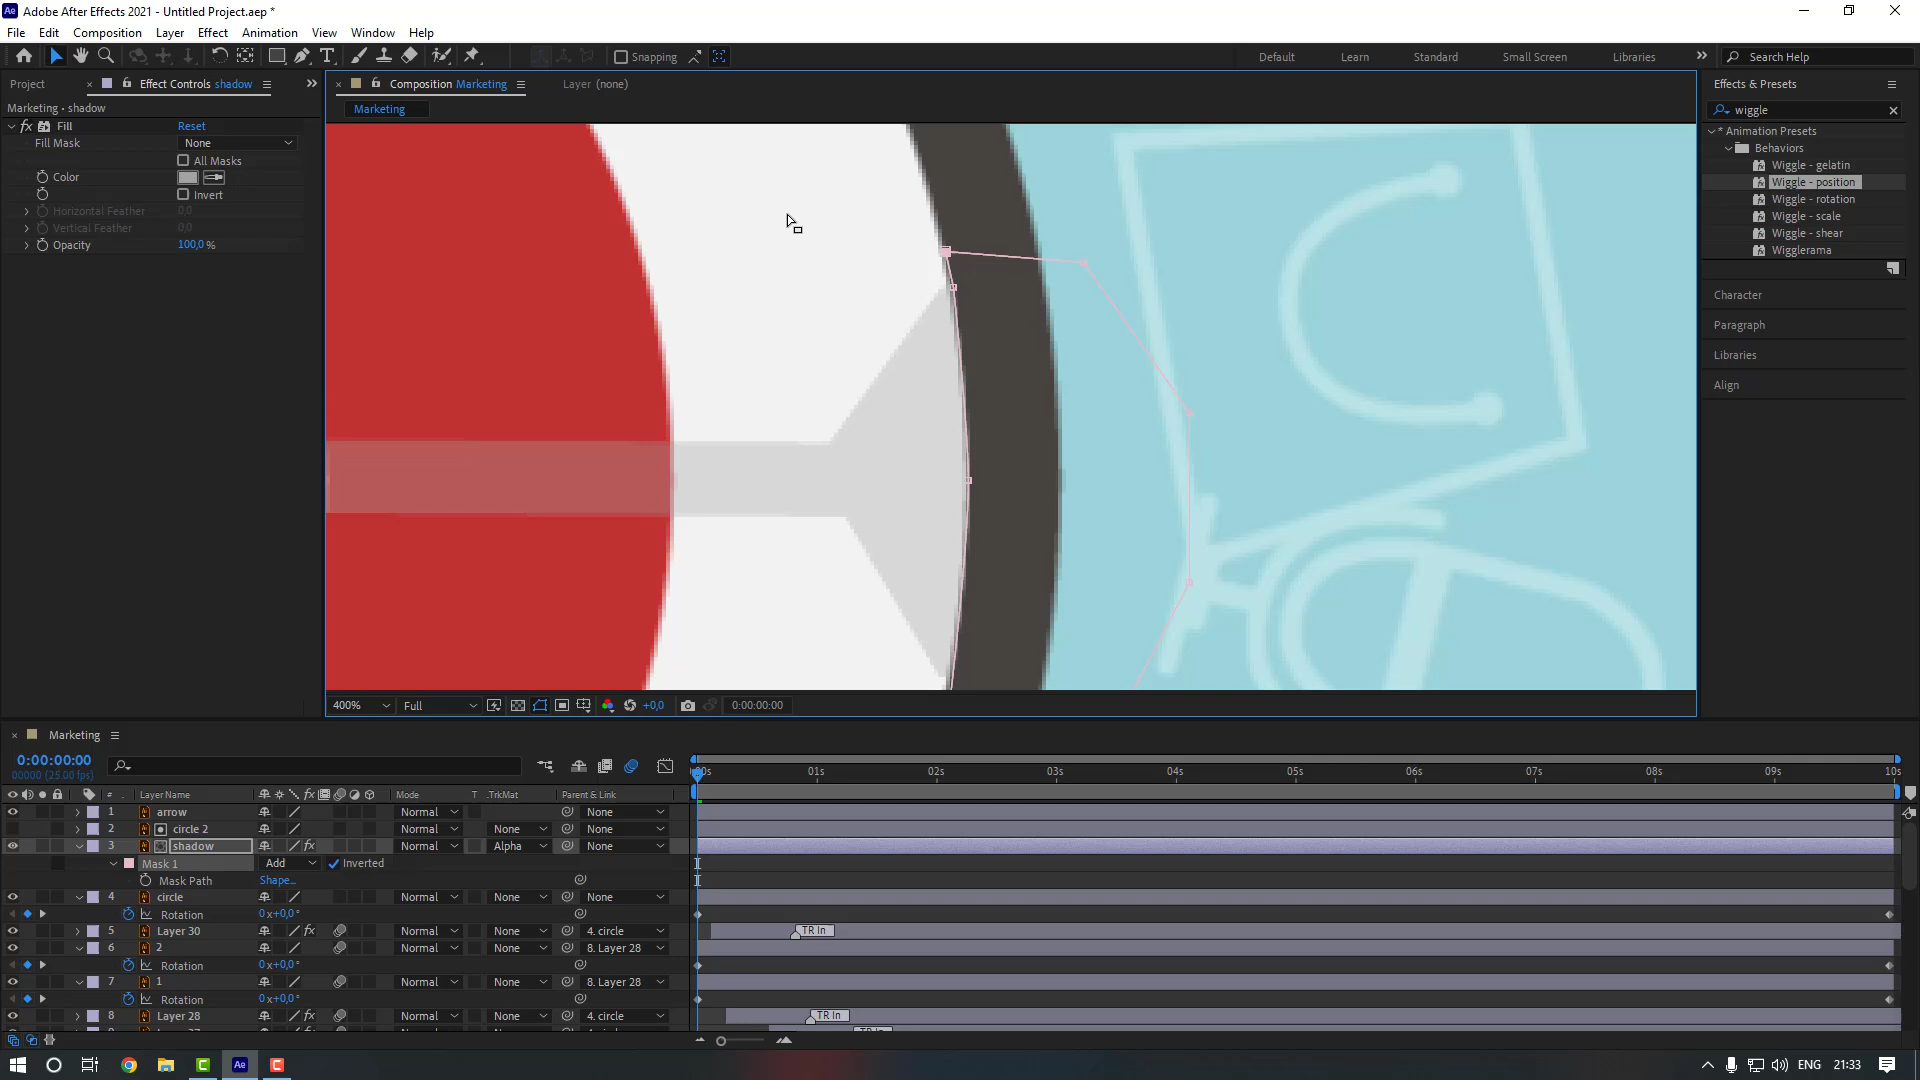 Adobe After Effects 2021 - Untitled Project.aep *
File Edit Composition Layer Effect Animation View Window Help
Snapping
Default Learn Standard Small Screen Libraries
Search Help
Project
Effect Controls shadow
Composition Marketing
Layer (none)
Effects & Presets
Marketing • shadow
Marketing
wiggle
fx Fill Reset
* Animation Presets
Fill Mask None
Behaviors
All Masks
Wiggle - gelatin
Color
Wiggle - position
Invert
Wiggle - rotation
Horizontal Feather 0,0
Wiggle - scale
Vertical Feather 0,0
Wiggle - shear
Opacity 100,0 %
Wigglerama
Character
Paragraph
Libraries
Align
400% Full +0,0 0:00:00:00
Marketing
0:00:00:00
00000 (25.00 fps)
:00s 01s 02s 03s 04s 05s 06s 07s 08s 09s 10s
# Layer Name Mode T .TrkMat Parent & Link
1 arrow Normal None
2 circle 2 Normal None None
3 shadow Normal Alpha None
Mask 1 Add Inverted
Mask Path Shape...
4 circle Normal None None
Rotation 0 x+0,0 °
5 Layer 30 Normal None 4. circle TR In
6 2 Normal None 8. Layer 28
Rotation 0 x+0,0 °
7 1 Normal None 8. Layer 28
Rotation 0 x+0,0 °
8 Layer 28 Normal None 4. circle TR In
ENG 21:33